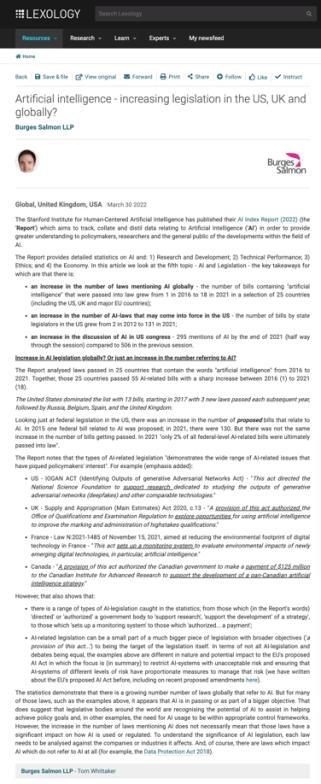 LEXOLOGY
Search Lexology
Resources
Research
Learn
Experts
My newsfeed
Home
Back
Save & file
View original
Forward
Print
Share
Follow
Like
Instruct
Artificial intelligence - increasing legislation in the US, UK and
globally?
Burges Salmon LLP
Burges
Salmon
Global, United Kingdom, USA March 30 2022
The Stanford Institute for Human-Centered Artificial Intelligence has published their AI Index Report (2022) (the
'Report') which aims to track, collate and distil data relating to Artificial Intelligence ('AI') in order to provide
greater understanding to policymakers, researchers and the general public of the developments within the field of
AI.
The Report provides detailed statistics on AI and: 1) Research and Development; 2) Technical Performance; 3)
Ethics; and 4) the Economy. In this article we look at the fifth topic - AI and Legislation - the key takeaways for
which are that there is:
• an increase in the number of laws mentioning AI globally - the number of bills containing "artificial
intelligence" that were passed into law grew from 1 in 2016 to 18 in 2021 in a selection of 25 countries
(including the US, UK and major EU countries);
• an increase in the number of AI-laws that may come into force in the US - the number of bills by state
legislators in the US grew from 2 in 2012 to 131 in 2021;
• an increase in the discussion of AI in US congress - 295 mentions of AI by the end of 2021 (half way
through the session) compared to 506 in the previous session.
Increase in AI legislation globally? Or just an increase in the number referring to AI?
The Report analysed laws passed in 25 countries that contain the words "artificial intelligence" from 2016 to
2021. Together, those 25 countries passed 55 AI-related bills with a sharp increase between 2016 (1) to 2021
(18).
The United States dominated the list with 13 bills, starting in 2017 with 3 new laws passed each subsequent year,
followed by Russia, Belgium, Spain, and the United Kingdom.
Looking just at federal legislation in the US, there was an increase in the number of proposed bills that relate to
AI. In 2015 one federal bill related to AI was proposed; in 2021, there were 130. But there was not the same
increase in the number of bills getting passed. In 2021 "only 2% of all federal-level AI-related bills were ultimately
passed into law".
The Report notes that the types of AI-related legislation "demonstrates the wide range of AI-related issues that
have piqued policymakers' interest". For example (emphasis added):
• US - IOGAN ACT (Identifying Outputs of generative Adversarial Networks Act) - "This act directed the
National Science Foundation to support research dedicated to studying the outputs of generative
adversarial networks (deepfakes) and other comparable technologies."
• UK - Supply and Appropriation (Main Estimates) Act 2020, c.13 - "A provision of this act authorized the
Office of Qualifications and Examination Regulation to explore opportunities for using artificial intelligence
to improve the marking and administration of highstakes qualifications."
• France - Law N:2021-1485 of November 15, 2021, aimed at reducing the environmental footprint of digital
technology in France - "This act sets up a monitoring system to evaluate environmental impacts of newly
emerging digital technologies, in particular, artificial intelligence."
• Canada - "A provision of this act authorized the Canadian government to make a payment of $125 million
to the Canadian Institute for Advanced Research to support the development of a pan-Canadian artificial
intelligence strategy."
However, that also shows that:
• there is a range of types of AI-legislation caught in the statistics; from those which (in the Report's words)
'directed' or 'authorized' a government body to 'support research', 'support the development' of a strategy',
to those which 'sets up a monitoring system' to those which 'authorized... a payment';
• AI-related legislation can be a small part of a much bigger piece of legislation with broader objectives ('a
provision of this act..') to being the target of the legislation itself. In terms of not all AI-legislation and
debates being equal, the examples above are different in nature and potential impact to the EU's proposed
AI Act in which the focus is (in summary) to restrict AI-systems with unacceptable risk and ensuring that
AI-systems of different levels of risk have proportionate measures to manage that risk (we have written
about the EU's proposed AI Act before, including on recent proposed amendments here).
The statistics demonstrate that there is a growing number number of laws globally that refer to AI. But for many
of those laws, such as the examples above, it appears that AI is in passing or as part of a bigger objective. That
does suggest that legislative bodies around the world are recognising the potential of AI to assist in helping
achieve policy goals and, in other examples, the need for AI usage to be within appropriate control frameworks.
However, the increase in the number of laws mentioning AI does not necessarily mean that those laws have a
significant impact on how AI is used or regulated. To understand the significance of AI legislation, each law
needs to be analysed against the companies or industries it affects. And, of course, there are laws which impact
AI which do not refer to AI at all (for example, the Data Protection Act 2018).
Burges Salmon LLP - Tom Whittaker